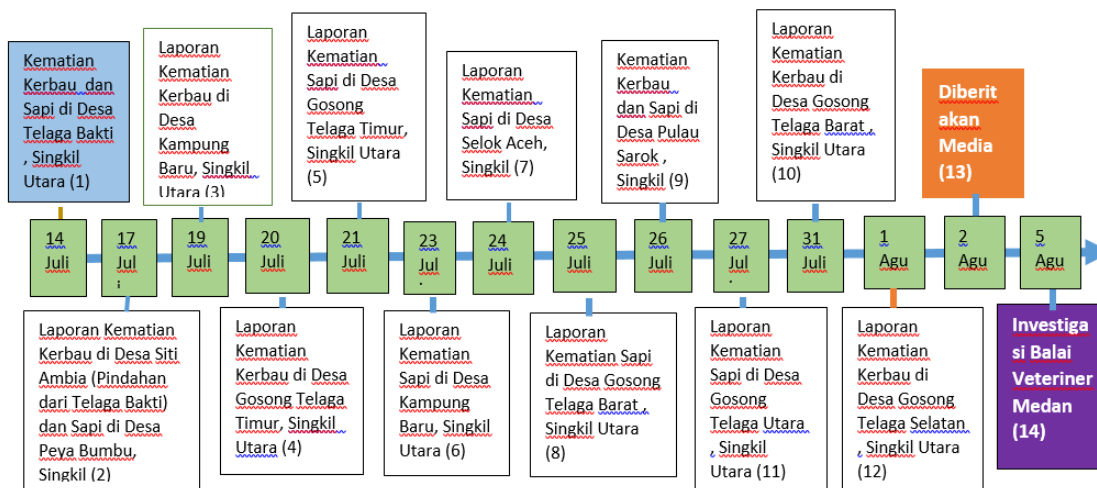 Kematian
Kerbau dan
Sapi di Desa
Telaga Bakti
, Singkil
Utara (1)
Laporan
Kematian
Kerbau di
Desa
Kampung
Baru, Singkil
Utara (3)
Laporan
Kematian
Sapi di Desa
Gosong
Telaga Timur,
Singkil Utara
(5)
Laporan
Kematian
Sapi di Desa
Selok Aceh,
Singkil (7)
Kematian
Kerbau
dan Sapi di
Desa Pulau
Sarok ,
Singkil (9)
Laporan
Kematian
Kerbau di
Desa Gosong
Telaga Barat ,
Singkil Utara
(10)
Diberit
akan
Media
(13)
14
Juli
17
Jul
19
Juli
20
Juli
21
Juli
23
Jul
24
Juli
25
Juli
26
Juli
27
Jul
31
Juli
1
Agu
2
Agu
5
Agu
Laporan Kematian
Kerbau di Desa Siti
Ambia (Pindahan
dari Telaga Bakti)
dan Sapi di Desa
Peya Bumbu,
Singkil (2)
Laporan
Kematian
Kerbau di Desa
Gosong Telaga
Timur, Singkil
Utara (4)
Laporan
Kematian
Sapi di Desa
Kampung
Baru, Singkil
Utara (6)
Laporan
Kematian Sapi
di Desa Gosong
Telaga Barat ,
Singkil Utara
(8)
Laporan
Kematian
Sapi di Desa
Gosong
Telaga Utara
, Singkil
Utara (11)
Laporan
Kematian
Kerbau di
Desa Gosong
Telaga Selatan
, Singkil Utara
(12)
Investiga
si Balai
Veteriner
Medan
(14)